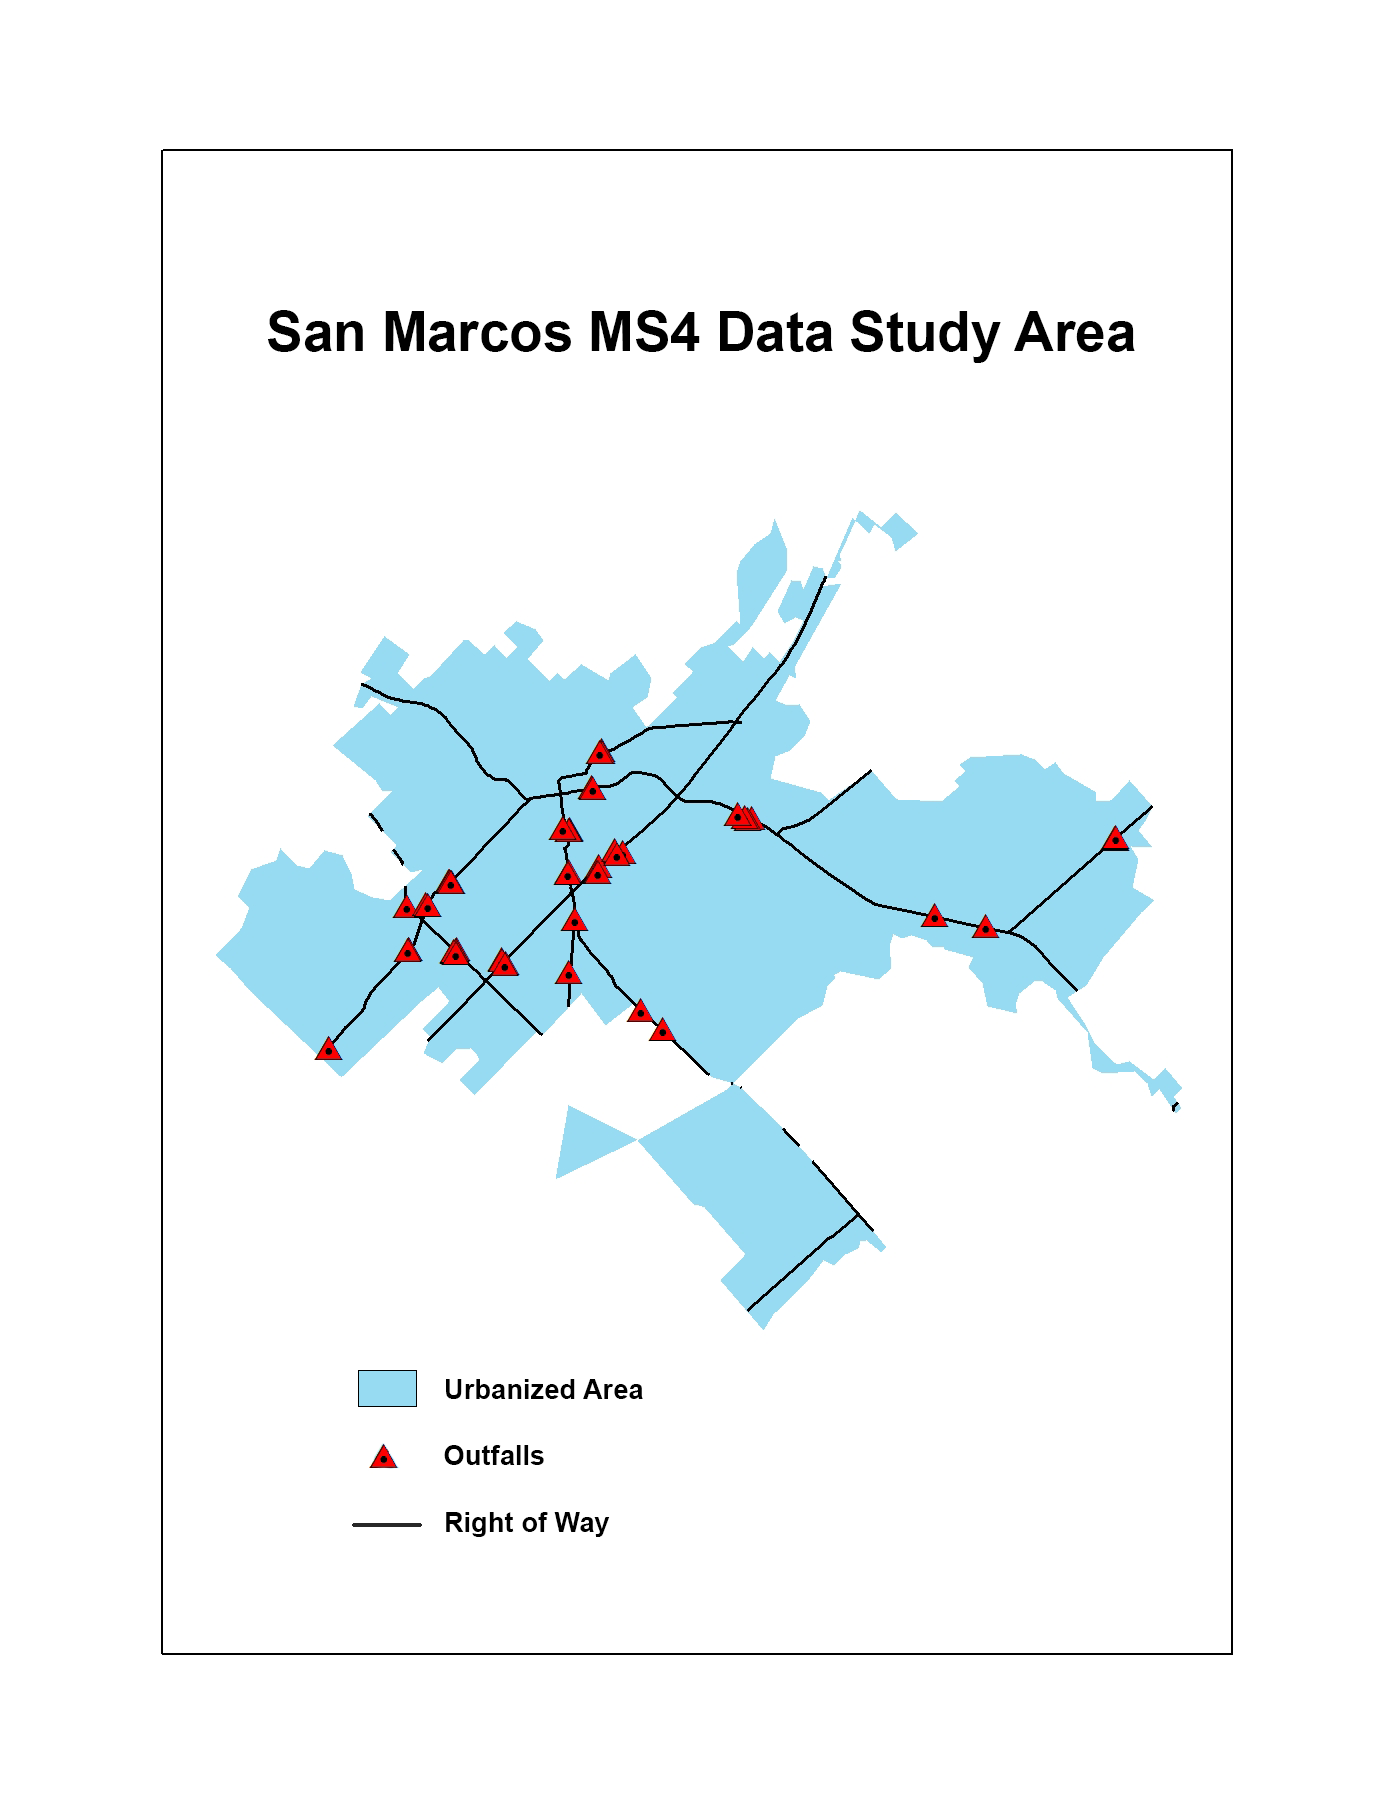 San Marcos MS4 Data Study Area
Urbanized Area
Outfalls
Right of Way